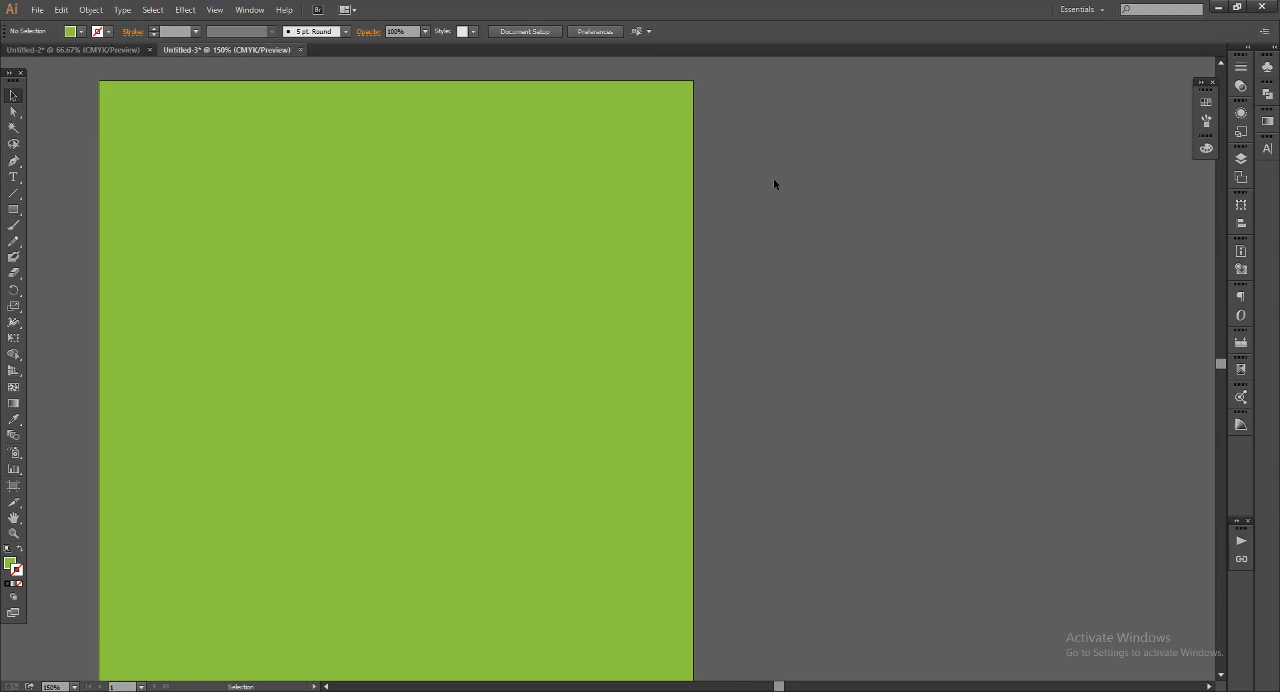 Ai File Edit Object Type Select Effect View Window Help Br Essentials
No Selection Stroke: 5 pt. Round Opacity: 100% Style: Document Setup Preferences
Untitled-2* @ 66.67% (CMYK/Preview) × Untitled-3* @ 150% (CMYK/Preview) ×
Activate Windows
Go to Settings to activate Windows.
150% 1 Selection